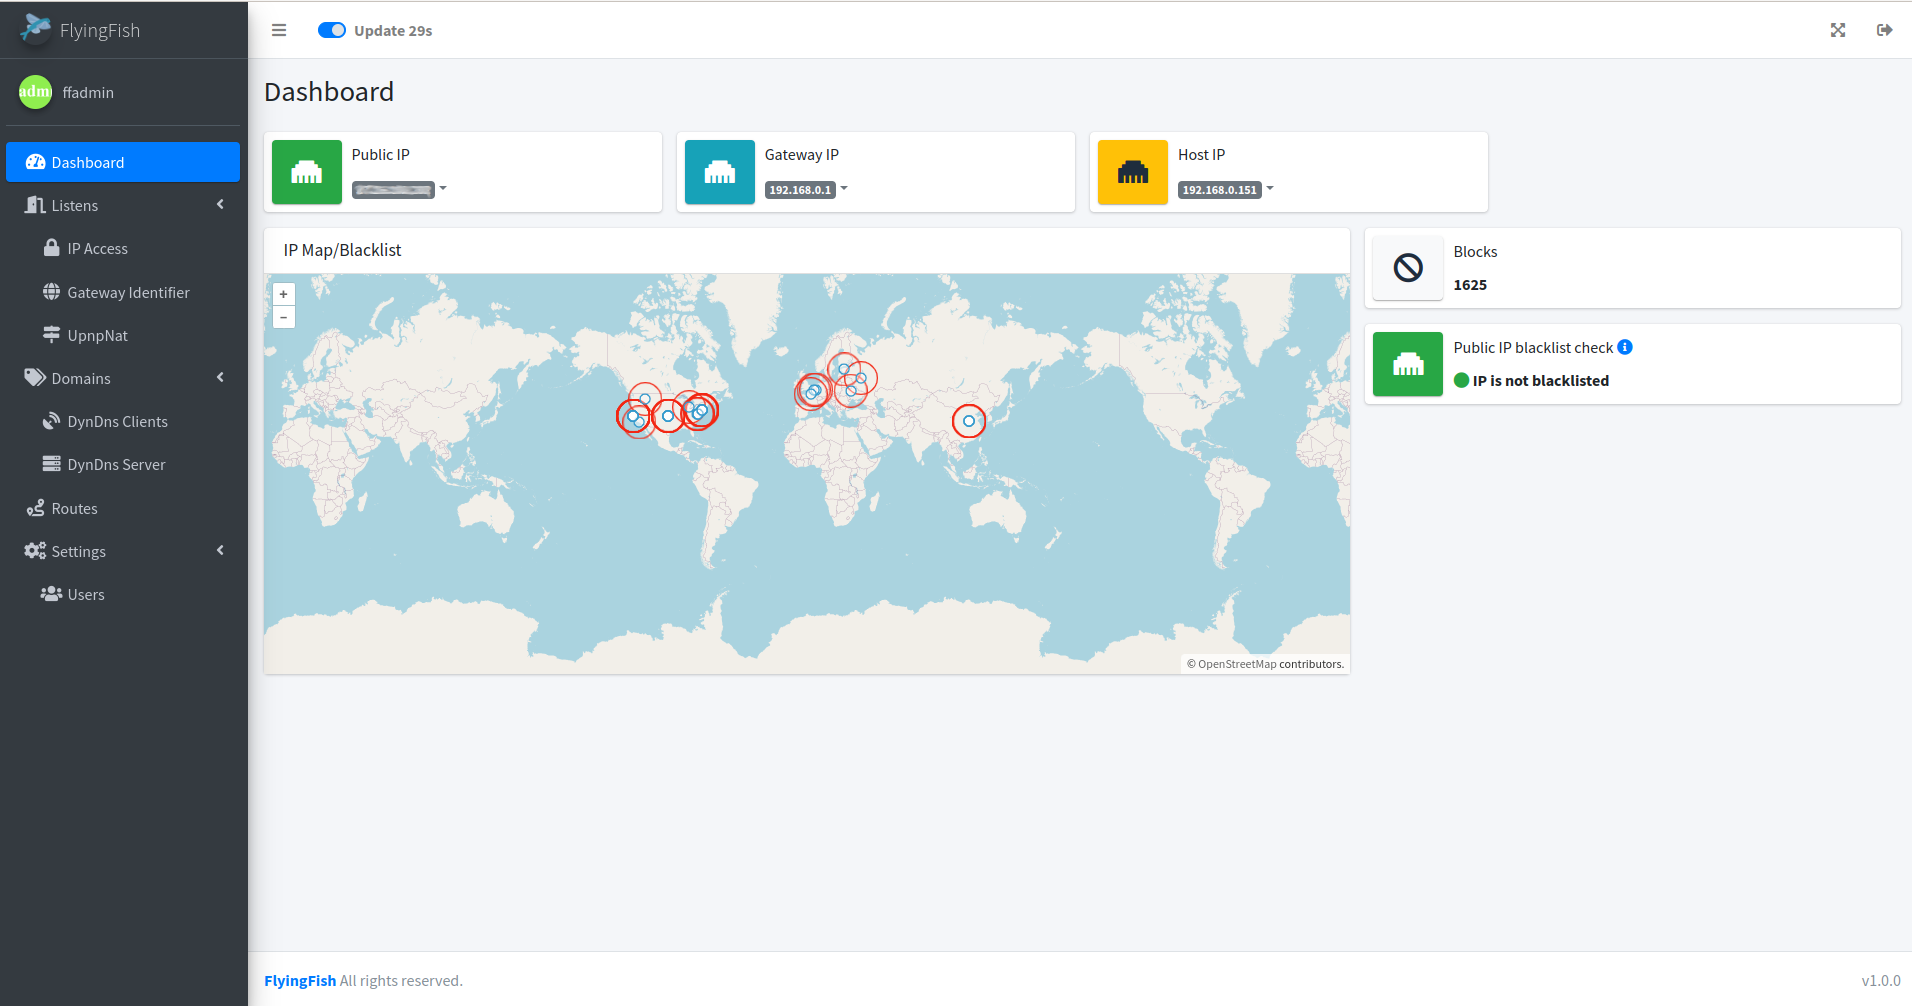 FlyingFish
Update 29s
adm
ffadmin
Dashboard
Listens
IP Access
Gateway Identifier
UpnpNat
Domains
DynDns Clients
DynDns Server
Routes
Settings
Users
Dashboard
Public IP
Gateway IP
192.168.0.1
Host IP
192.168.0.151
IP Map/Blacklist
+
−
© OpenStreetMap contributors.
Blocks
1625
Public IP blacklist check
IP is not blacklisted
FlyingFish All rights reserved.
v1.0.0